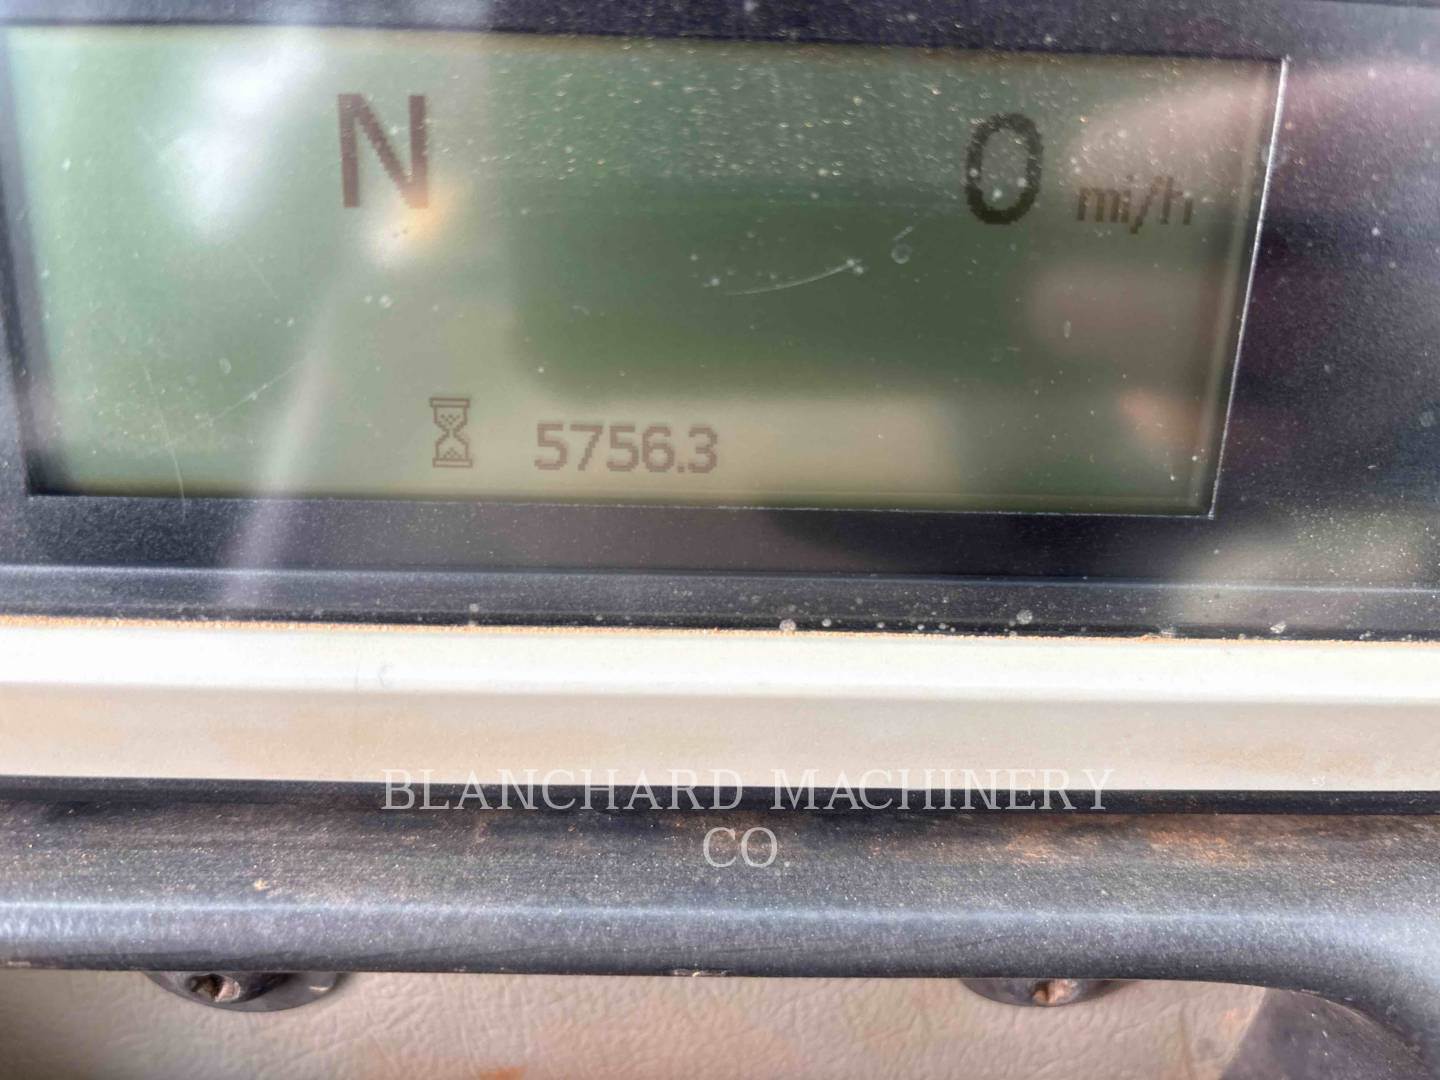 N 0 mi/h
5756.3
BLANCHARD MACHINERY
CO.